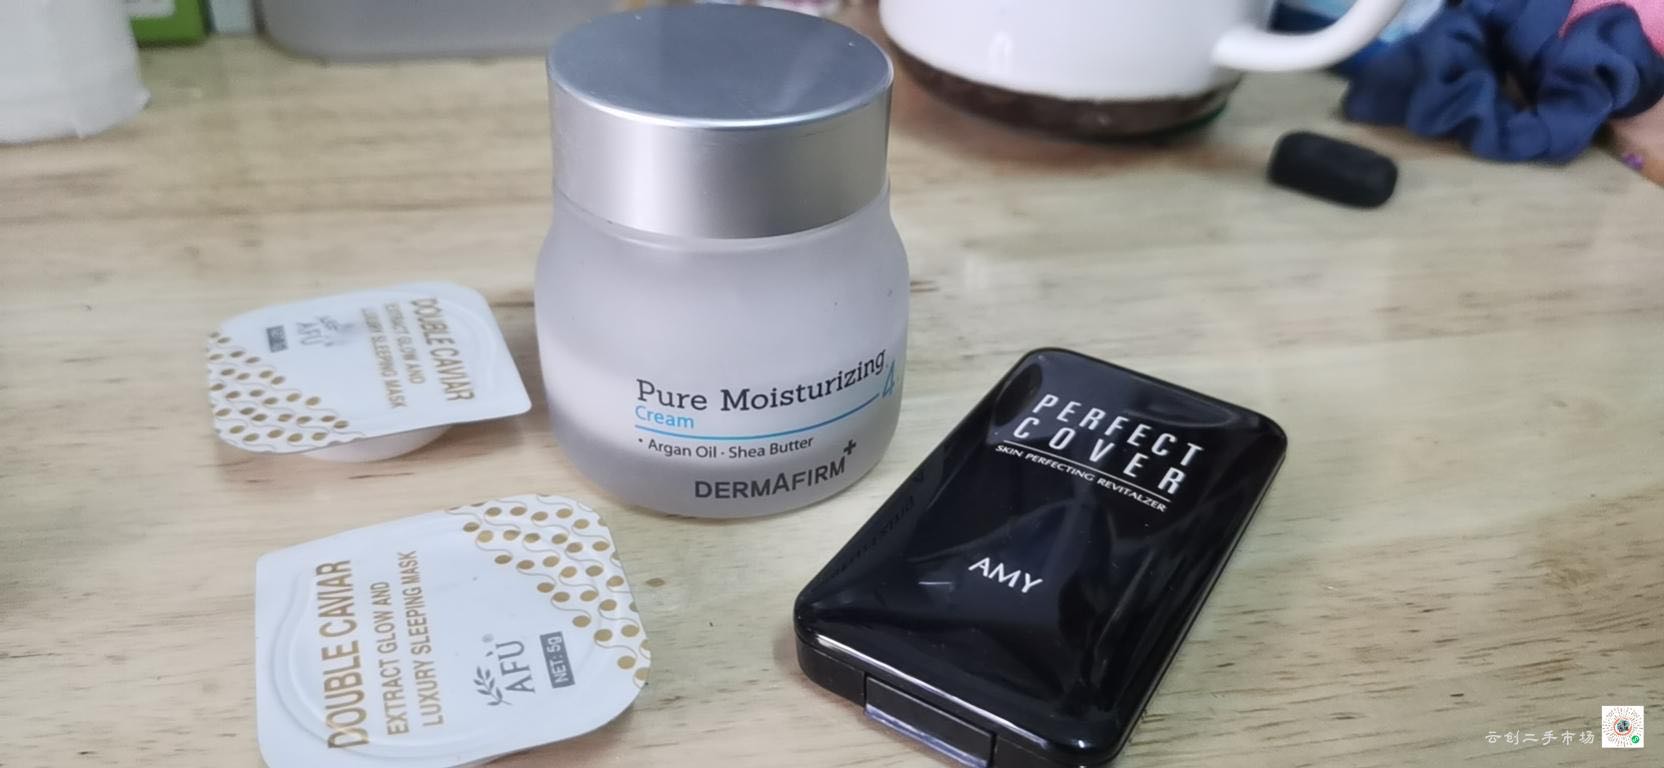 DOUBLE CAVIAR
EXTRACT GLOW AND
LUXURY SLEEPING MASK
AFU
Pure Moisturizing 4
Cream
· Argan Oil · Shea Butter
DERMAFIRM+
PERFECT
COVER
SKIN PERFECTING REVITALZER
AMY
DOUBLE CAVIAR
EXTRACT GLOW AND
LUXURY SLEEPING MASK
AFU®
NET: 5g
云创二手市场